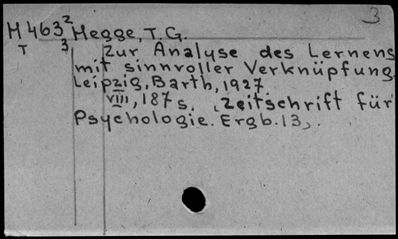 3
H 463² Hegge, T. G.
T 3 Zur Analyse des Lernens
mit sinnvoller Verknüpfung.
Leipzig, Barth, 1927.
VIII, 187 s. (Zeitschrift für
Psychologie. Ergb. 13).